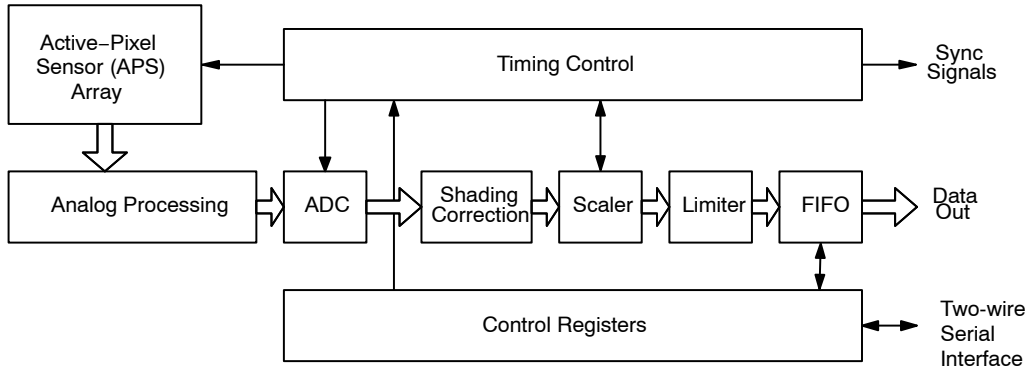 Active–Pixel
Sensor (APS)
Array
Timing Control
Sync
Signals
Analog Processing
ADC
Shading
Correction
Scaler
Limiter
FIFO
Data
Out
Control Registers
Two-wire
Serial
Interface